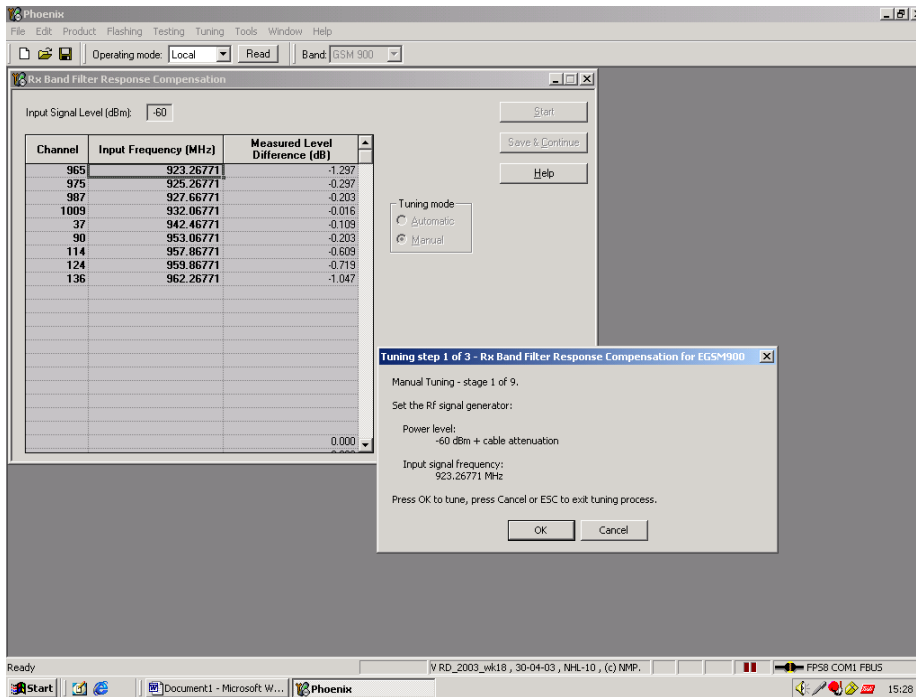 Phoenix
File Edit Product Flashing Testing Tuning Tools Window Help
Operating mode: Local Read Band: GSM 900
Rx Band Filter Response Compensation
Input Signal Level (dBm): -60
Start
Save & Continue
Help
Channel Input Frequency (MHz) Measured Level Difference (dB)
965 923.26771 -1.297
975 925.26771 -0.297
987 927.66771 -0.203
1009 932.06771 -0.016
37 942.46771 -0.109
90 953.06771 -0.203
114 957.86771 -0.609
124 959.86771 -0.719
136 962.26771 -1.047
0.000
Tuning mode
Automatic
Manual
Tuning step 1 of 3 - Rx Band Filter Response Compensation for EGSM900
Manual Tuning - stage 1 of 9.
Set the Rf signal generator:
Power level:
-60 dBm + cable attenuation
Input signal frequency:
923.26771 MHz
Press OK to tune, press Cancel or ESC to exit tuning process.
OK Cancel
Ready V RD_2003_wk18 , 30-04-03 , NHL-10 , (c) NMP. FPS8 COM1 FBUS
Start Document1 - Microsoft W... Phoenix 15:28